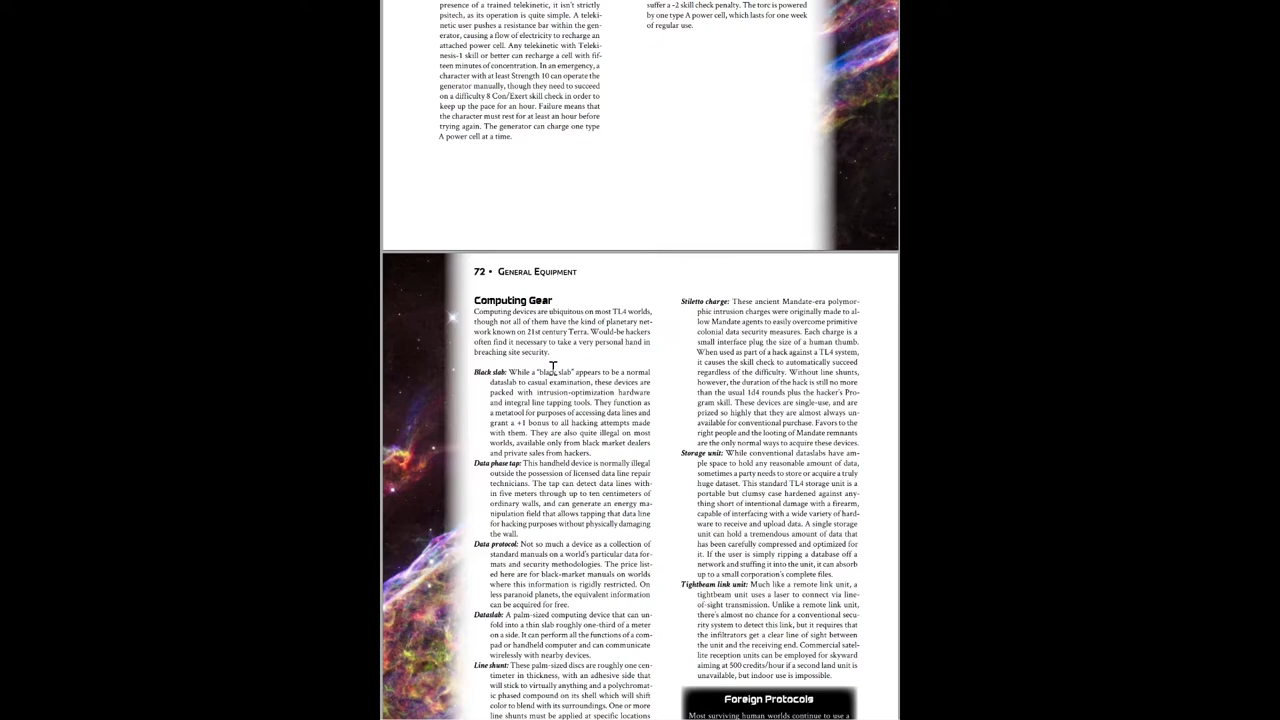 presence of a trained telekinetic, it isn't strictly
psitech, as its operation is quite simple. A teleki-
netic user pushes a resistance bar within the gen-
erator, causing a flow of electricity to recharge an
attached power cell. Any telekinetic with Teleki-
nesis-1 skill or better can recharge a cell with fif-
teen minutes of concentration. In an emergency, a
character with at least Strength 10 can operate the
generator manually, though they need to succeed
on a difficulty 8 Con/Exert skill check in order to
keep up the pace for an hour. Failure means that
the character must rest for at least an hour before
trying again. The generator can charge one type
A power cell at a time.
suffer a -2 skill check penalty. The torc is powered
by one type A power cell, which lasts for one week
of regular use.
72 • General Equipment
Computing Gear
Computing devices are ubiquitous on most TL4 worlds,
though not all of them have the kind of planetary net-
work known on 21st century Terra. Would-be hackers
often find it necessary to take a very personal hand in
breaching site security.
Black slab: While a "black slab" appears to be a normal
dataslab to casual examination, these devices are
packed with intrusion-optimization hardware
and integral line tapping tools. They function as
a metatool for purposes of accessing data lines and
grant a +1 bonus to all hacking attempts made
with them. They are also quite illegal on most
worlds, available only from black market dealers
and private sales from hackers.
Data phase tap: This handheld device is normally illegal
outside the possession of licensed data line repair
technicians. The tap can detect data lines with-
in five meters through up to ten centimeters of
ordinary walls, and can generate an energy ma-
nipulation field that allows tapping that data line
for hacking purposes without physically damaging
the wall.
Data protocol: Not so much a device as a collection of
standard manuals on a world's particular data for-
mats and security methodologies. The price list-
ed here are for black-market manuals on worlds
where this information is rigidly restricted. On
less paranoid planets, the equivalent information
can be acquired for free.
Dataslab: A palm-sized computing device that can un-
fold into a thin slab roughly one-third of a meter
on a side. It can perform all the functions of a com-
pad or handheld computer and can communicate
wirelessly with nearby devices.
Line shunt: These palm-sized discs are roughly one cen-
timeter in thickness, with an adhesive side that
will stick to virtually anything and a polychromat-
ic phased compound on its shell which will shift
color to blend with its surroundings. One or more
line shunts must be applied at specific locations
Stiletto charge: These ancient Mandate-era polymor-
phic intrusion charges were originally made to al-
low Mandate agents to easily overcome primitive
colonial data security measures. Each charge is a
small interface plug the size of a human thumb.
When used as part of a hack against a TL4 system,
it causes the skill check to automatically succeed
regardless of the difficulty. Without line shunts,
however, the duration of the hack is still no more
than the usual 1d4 rounds plus the hacker's Pro-
gram skill. These devices are single-use, and are
prized so highly that they are almost always un-
available for conventional purchase. Favors to the
right people and the looting of Mandate remnants
are the only normal ways to acquire these devices.
Storage unit: While conventional dataslabs have am-
ple space to hold any reasonable amount of data,
sometimes a party needs to store or acquire a truly
huge dataset. This standard TL4 storage unit is a
portable but clumsy case hardened against any-
thing short of intentional damage with a firearm,
capable of interfacing with a wide variety of hard-
ware to receive and upload data. A single storage
unit can hold a tremendous amount of data that
has been carefully compressed and optimized for
it. If the user is simply ripping a database off a
network and stuffing it into the unit, it can absorb
up to a small corporation's complete files.
Tightbeam link unit: Much like a remote link unit, a
tightbeam unit uses a laser to connect via line-
of-sight transmission. Unlike a remote link unit,
there's almost no chance for a conventional secu-
rity system to detect this link, but it requires that
the infiltrators get a clear line of sight between
the unit and the receiving end. Commercial satel-
lite reception units can be employed for skyward
aiming at 500 credits/hour if a second land unit is
unavailable, but indoor use is impossible.
Foreign Protocols
Most surviving human worlds continue to use a